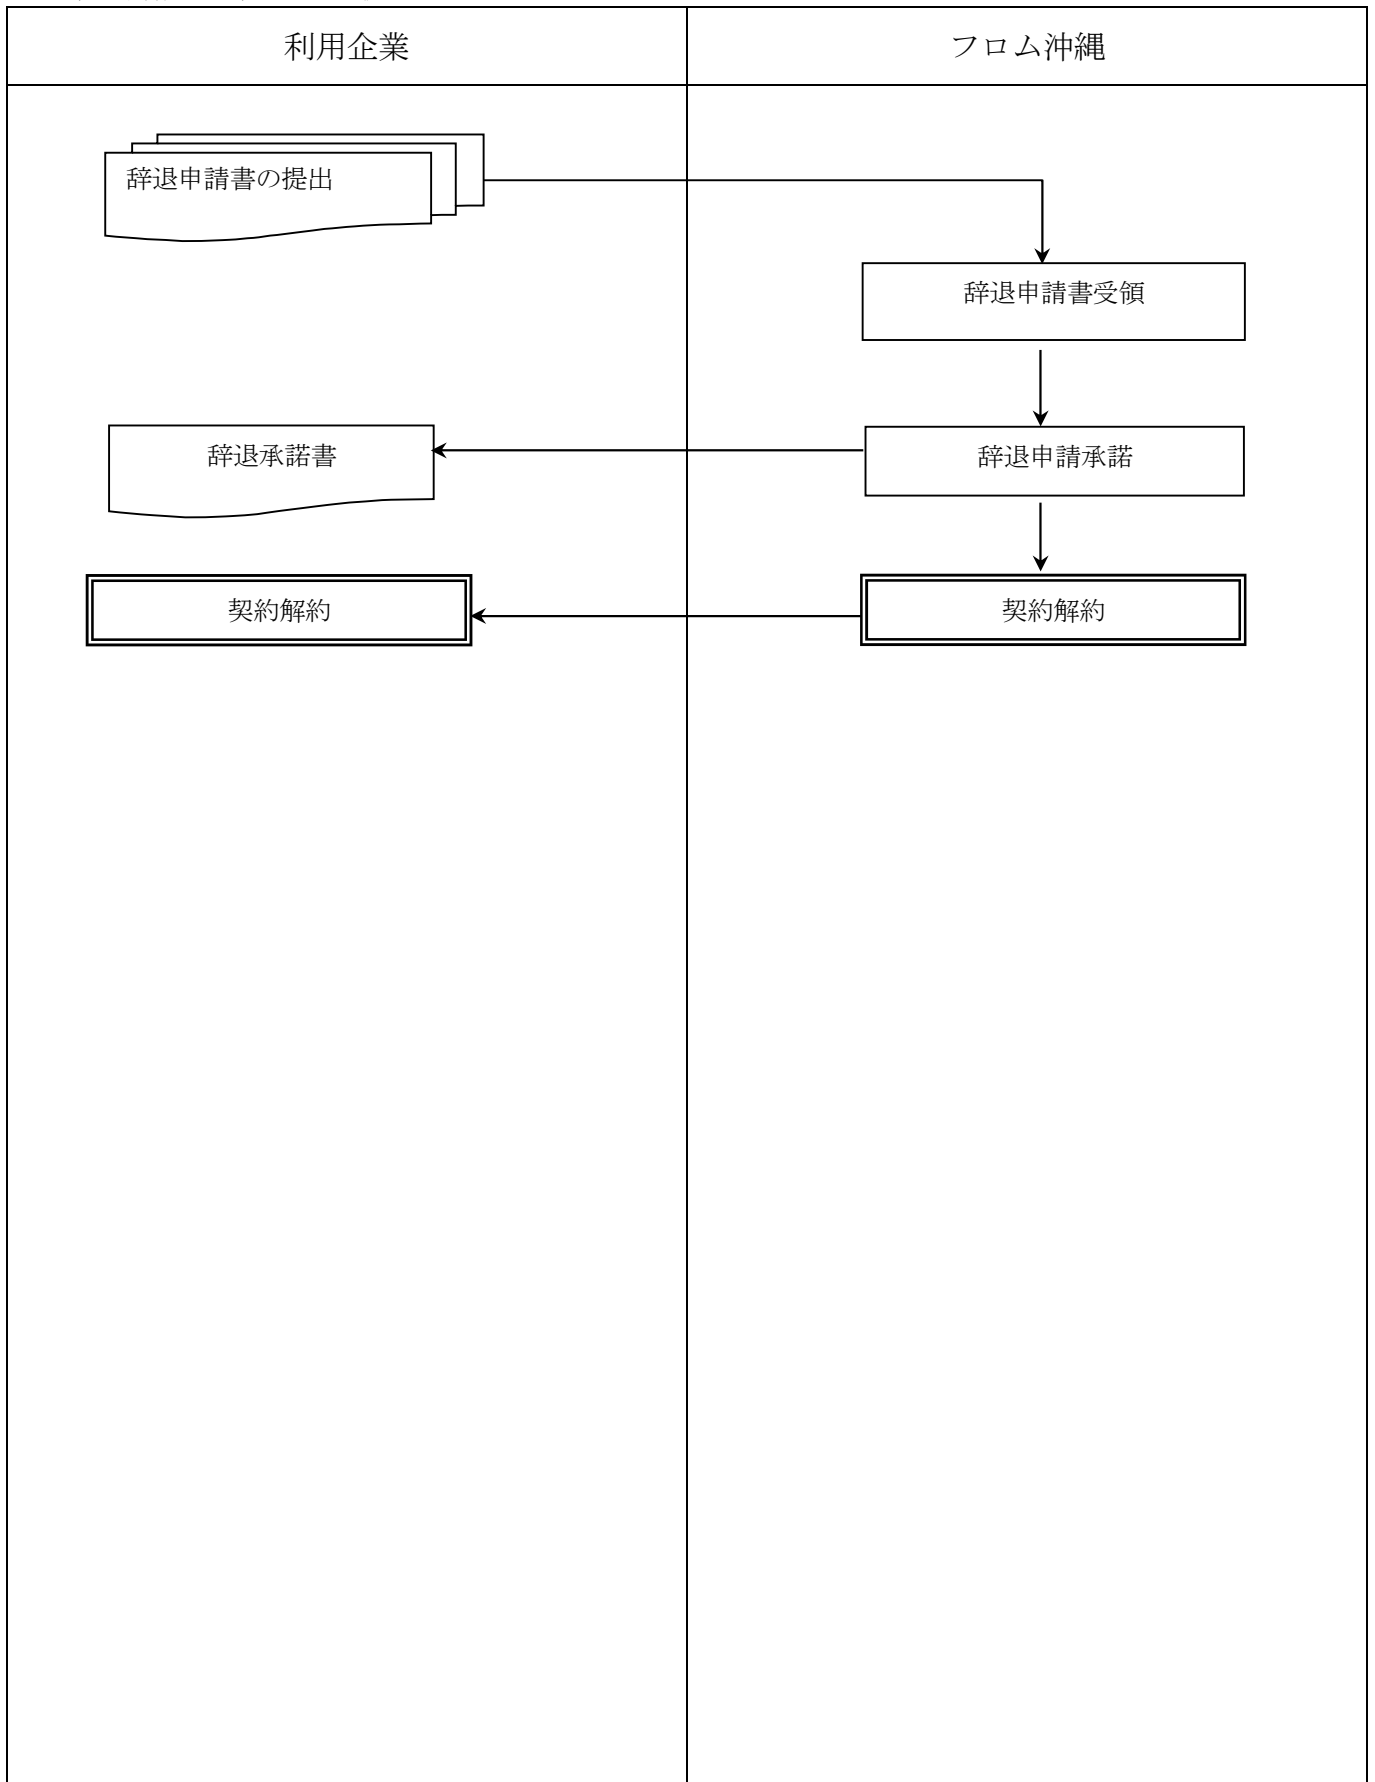 利用企業
フロム沖縄
辞退申請書の提出
辞退申請書受領
辞退承諾書
辞退申請承諾
契約解約
契約解約